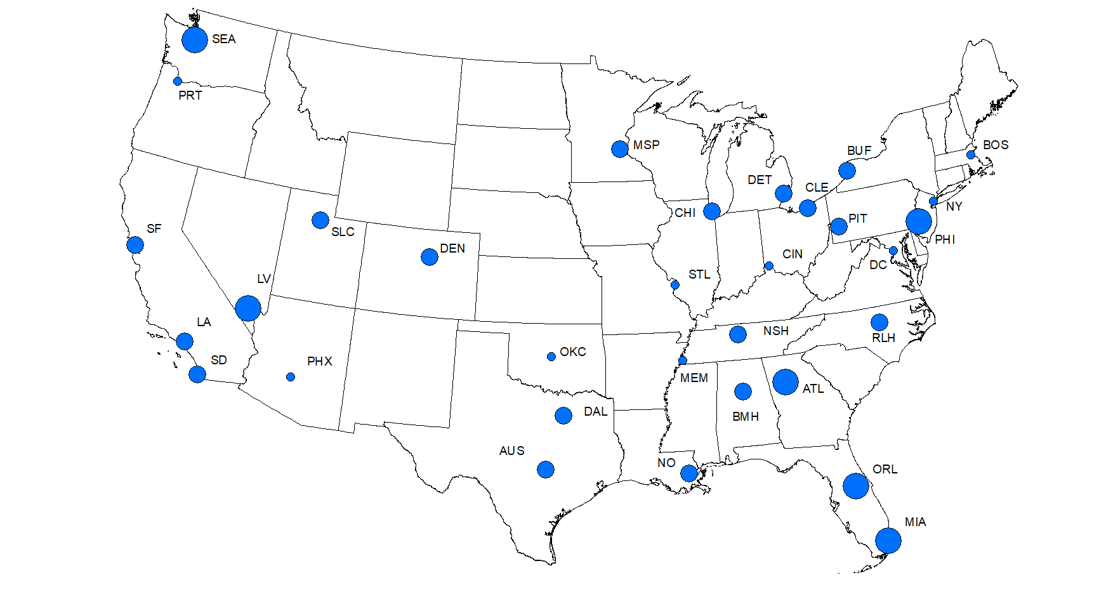 SEA
PRT
MSP
BOS
BUF
DET
CLE
NY
CHI
PIT
SF
SLC
PHI
DEN
CIN
DC
LV
STL
LA
NSH
RLH
SD
PHX
OKC
MEM
ATL
DAL
BMH
AUS
NO
ORL
MIA